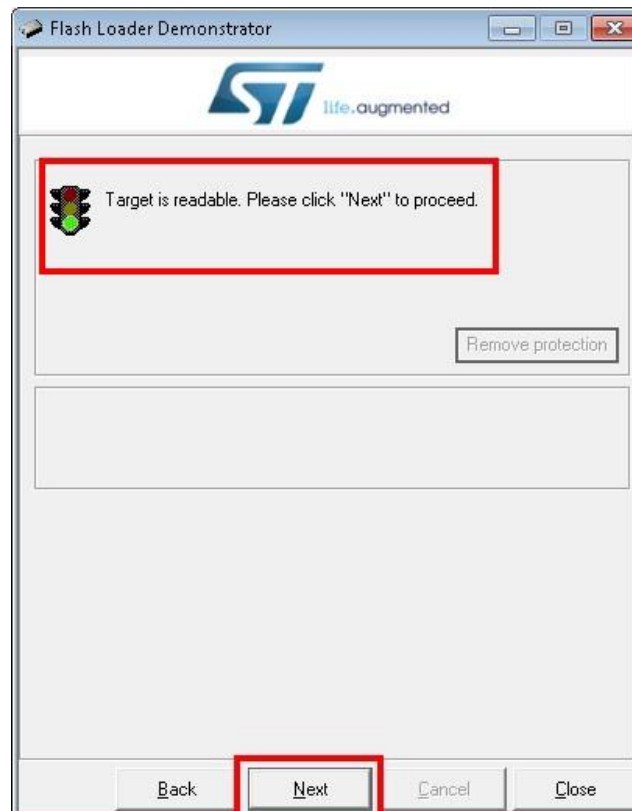 Flash Loader Demonstrator
ST life.augmented
Target is readable. Please click "Next" to proceed.
Remove protection
Back Next Cancel Close